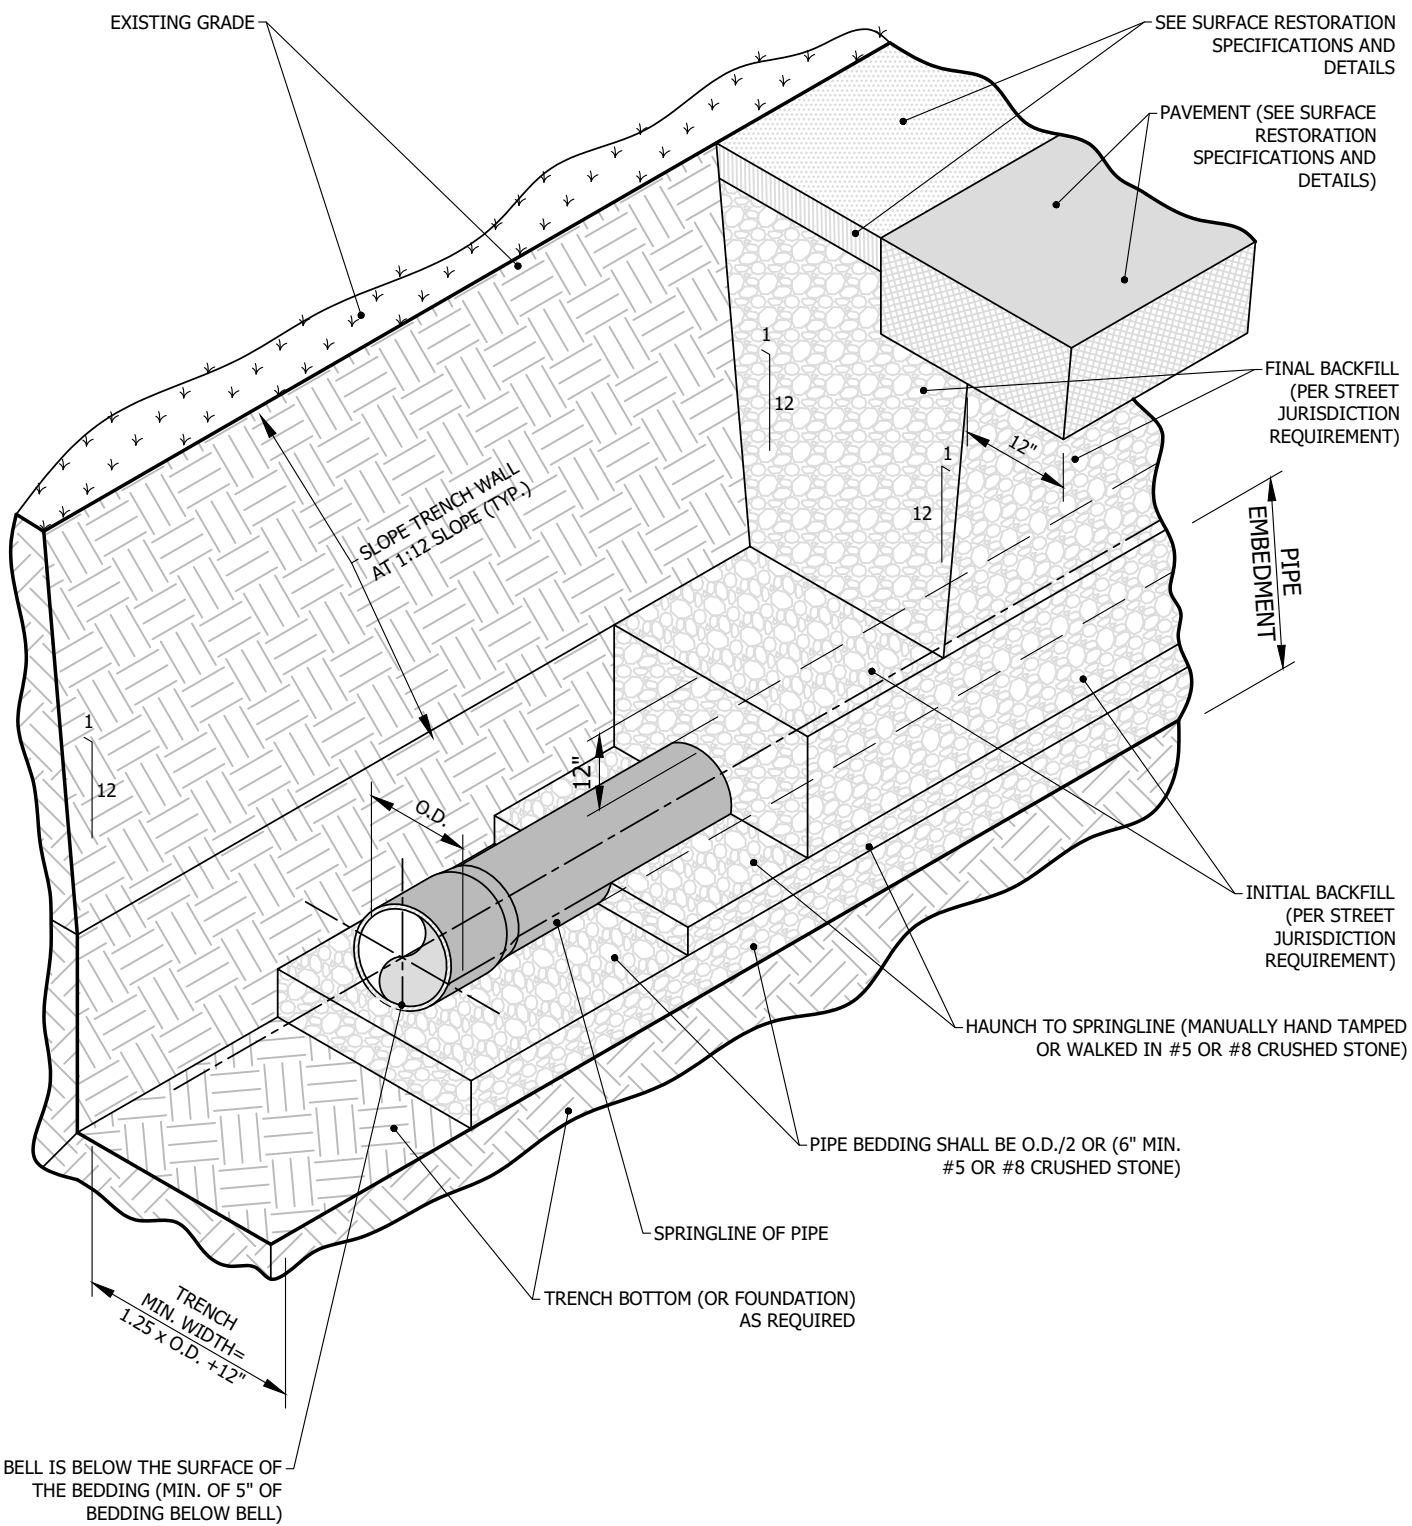 EXISTING GRADE
SEE SURFACE RESTORATION
SPECIFICATIONS AND
DETAILS
PAVEMENT (SEE SURFACE
RESTORATION
SPECIFICATIONS AND
DETAILS)
1
12
FINAL BACKFILL
(PER STREET
JURISDICTION
REQUIREMENT)
12"
1
12
SLOPE TRENCH WALL
AT 1:12 SLOPE (TYP.)
PIPE
EMBEDMENT
1
12
12"
O.D.
INITIAL BACKFILL
(PER STREET
JURISDICTION
REQUIREMENT)
HAUNCH TO SPRINGLINE (MANUALLY HAND TAMPED
OR WALKED IN #5 OR #8 CRUSHED STONE)
PIPE BEDDING SHALL BE O.D./2 OR (6" MIN.
#5 OR #8 CRUSHED STONE)
SPRINGLINE OF PIPE
TRENCH BOTTOM (OR FOUNDATION)
AS REQUIRED
TRENCH
MIN. WIDTH=
1.25 x O.D. +12"
BELL IS BELOW THE SURFACE OF
THE BEDDING (MIN. OF 5" OF
BEDDING BELOW BELL)